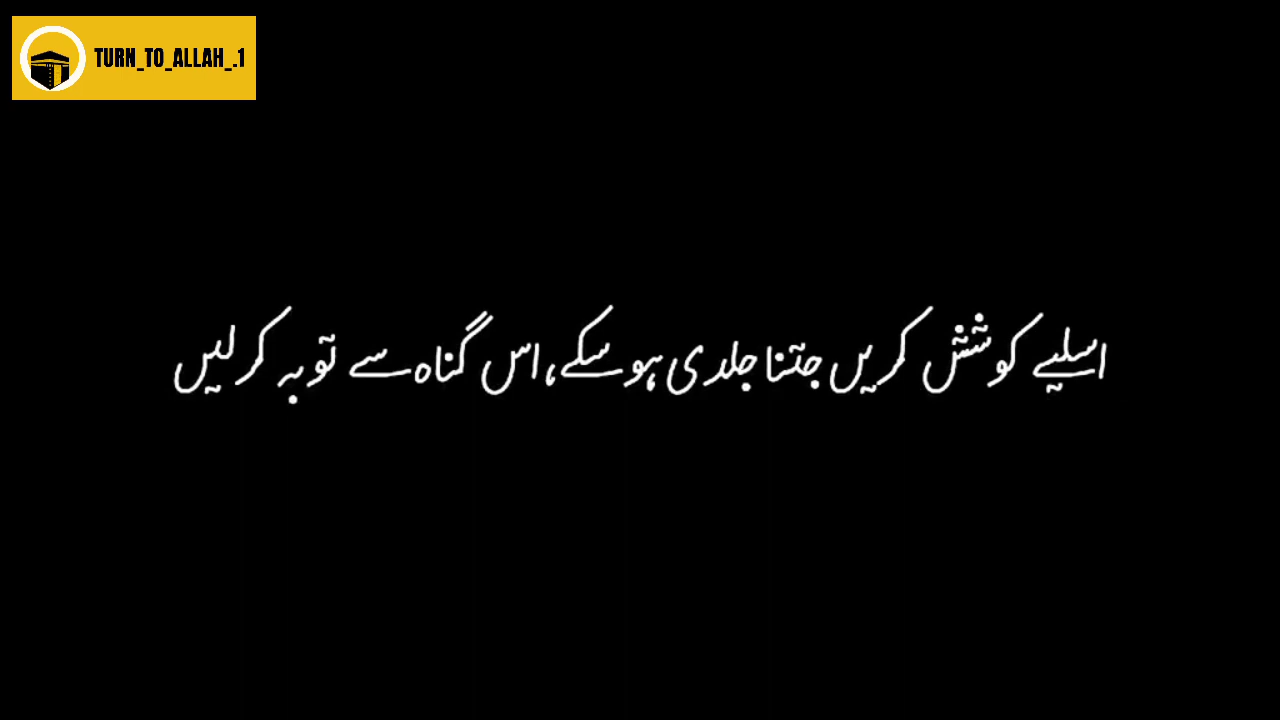 TURN_TO_ALLAH_.1
اسلیے کوشش کریں جتنا جلدی ہو سکے، اس گناہ سے توبہ کر لیں